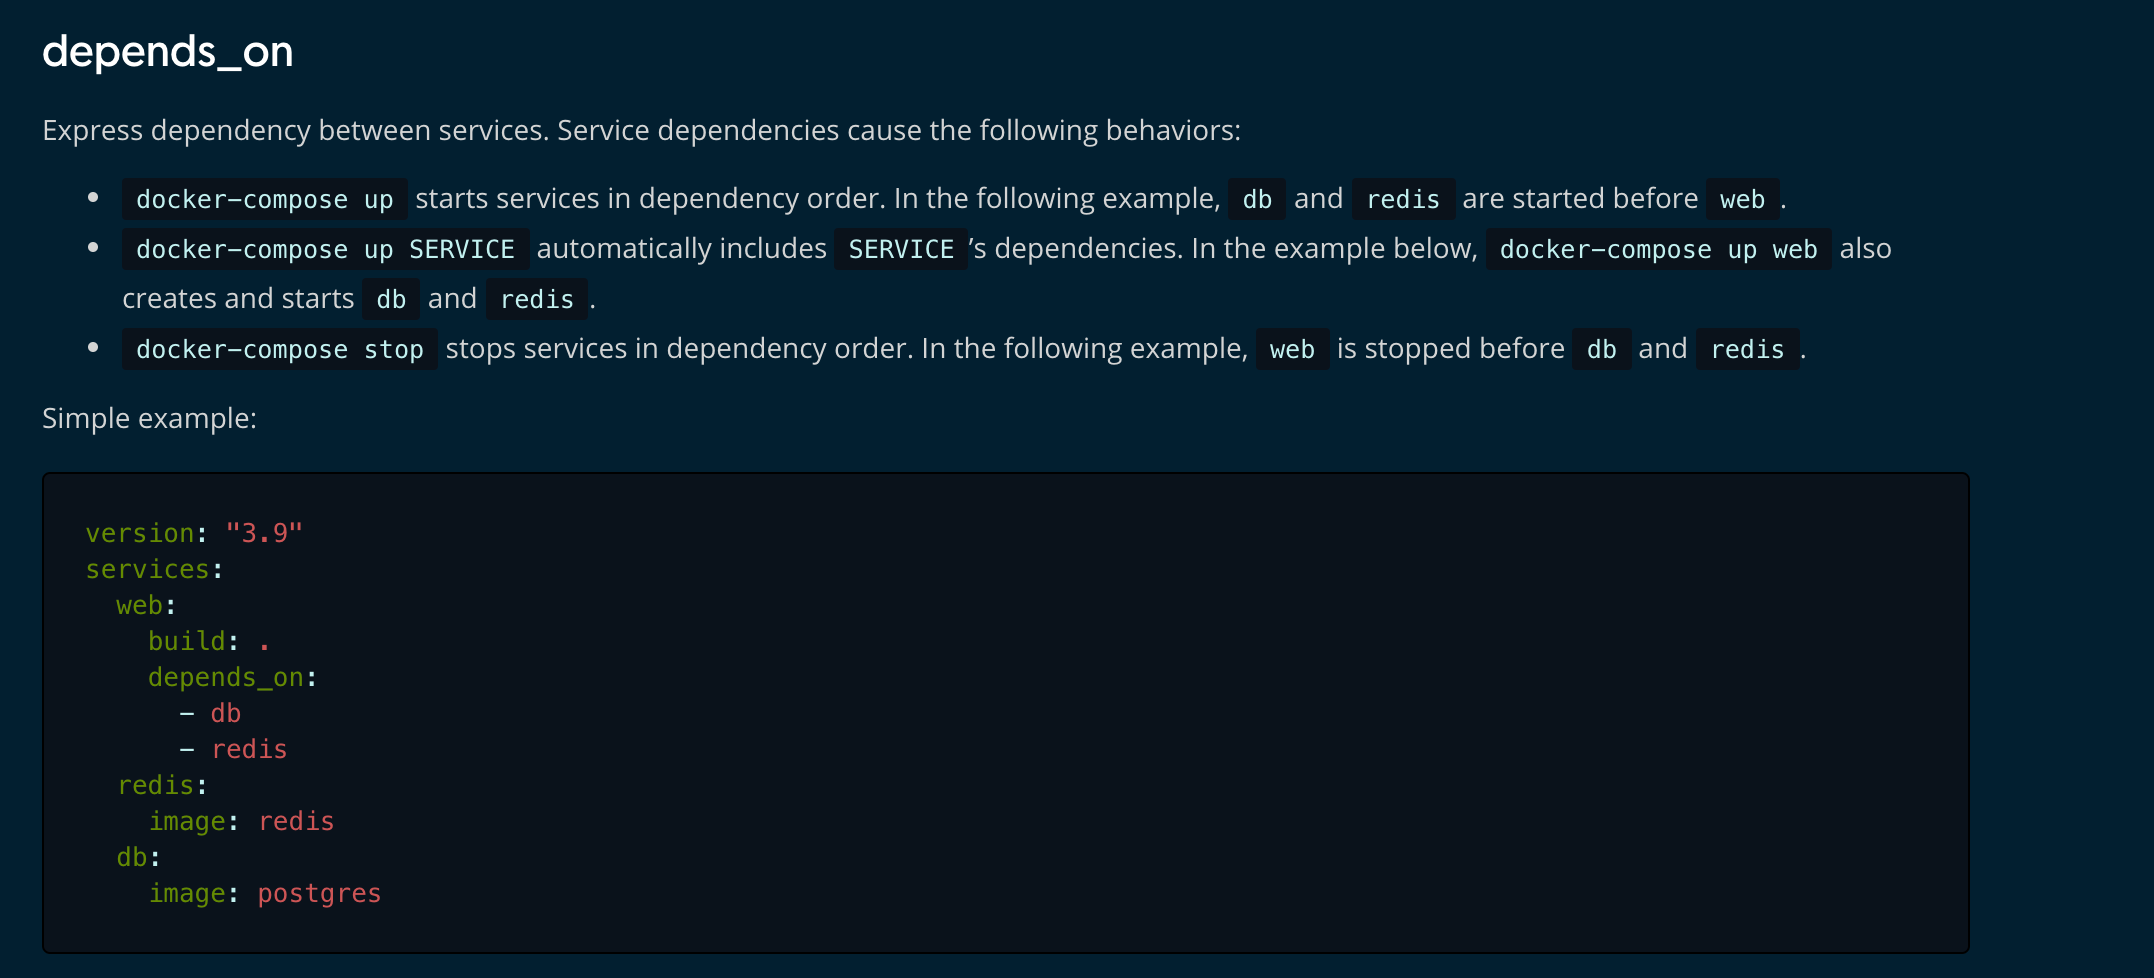 depends_on
Express dependency between services. Service dependencies cause the following behaviors:
• docker-compose up starts services in dependency order. In the following example, db and redis are started before web .
• docker-compose up SERVICE automatically includes SERVICE ’s dependencies. In the example below, docker-compose up web also
creates and starts db and redis .
• docker-compose stop stops services in dependency order. In the following example, web is stopped before db and redis .
Simple example:
version: "3.9"
services:
  web:
    build: .
    depends_on:
      - db
      - redis
  redis:
    image: redis
  db:
    image: postgres